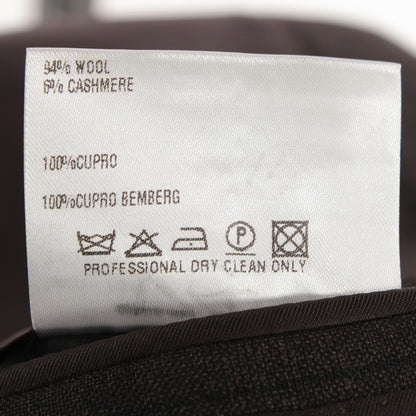 94% WOOL
6% CASHMERE
100%CUPRO
100%CUPRO BEMBERG
P
PROFESSIONAL DRY CLEAN ONLY